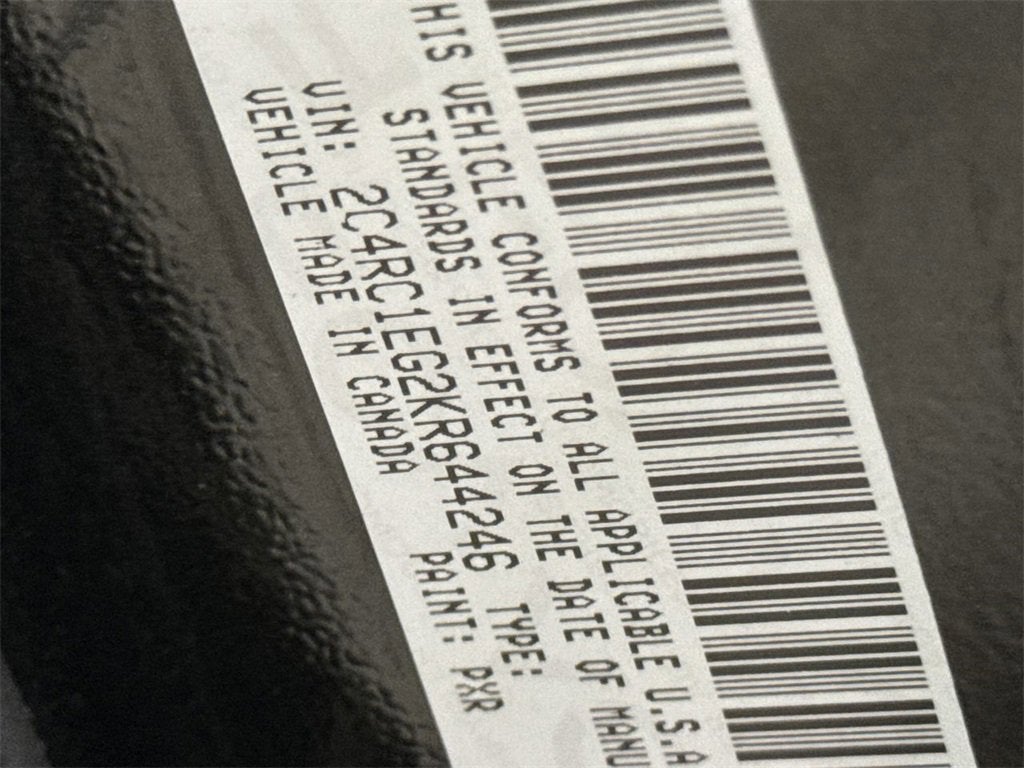 HIS VEHICLE CONFORMS TO ALL APPLICABLE U.S.A
STANDARDS IN EFFECT ON THE DATE OF MANU
VIN: 2C4RC1EG2KR644246 TYPE:
VEHICLE MADE IN CANADA PAINT: PXR